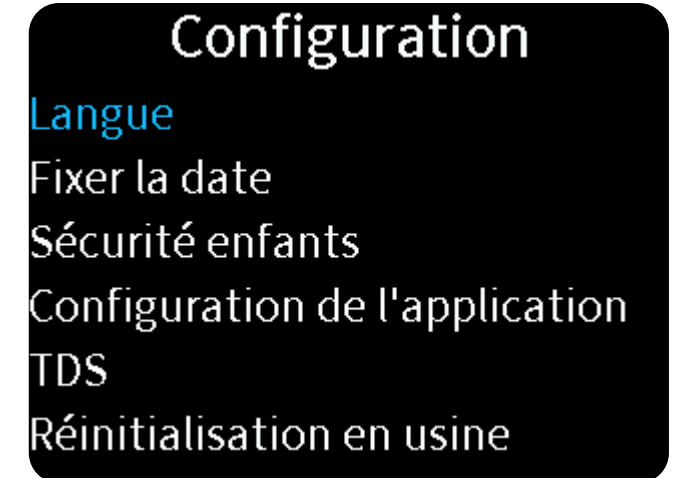 Configuration
Langue
Fixer la date
Sécurité enfants
Configuration de l'application
TDS
Réinitialisation en usine